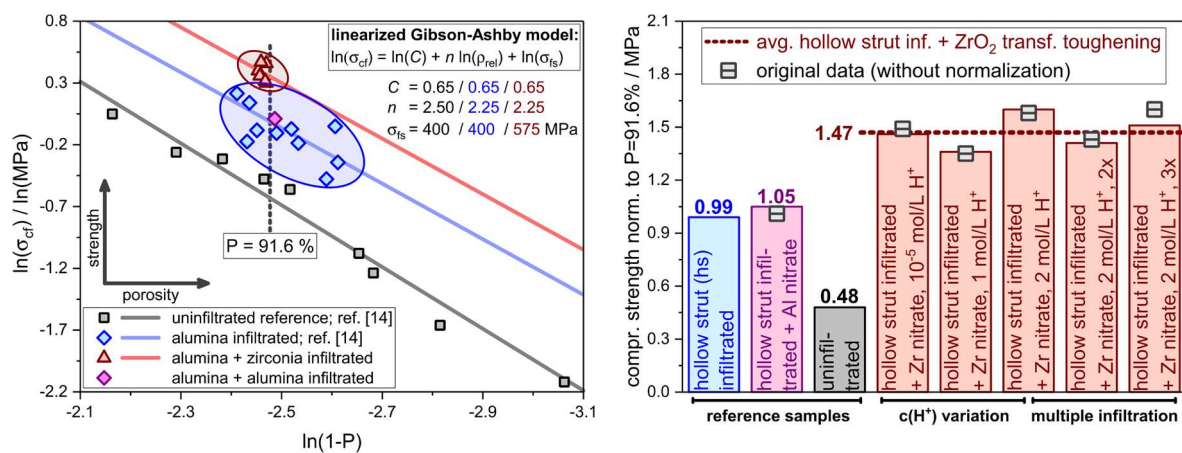 0.8
0.3
-0.2
-0.7
-1.2
-1.7
-2.2
ln(σcf) / ln(MPa)
linearized Gibson-Ashby model:
ln(σcf) = ln(C) + n ln(ρrel) + ln(σfs)
C = 0.65 / 0.65 / 0.65
n = 2.50 / 2.25 / 2.25
σfs = 400 / 400 / 575 MPa
strength
porosity
P = 91.6 %
uninfiltrated reference; ref. [14]
alumina infiltrated; ref. [14]
alumina + zirconia infiltrated
alumina + alumina infiltrated
-2.1 -2.3 -2.5 -2.7 -2.9 -3.1
ln(1-P)
compr. strength norm. to P=91.6% / MPa
2.1
1.8
1.5
1.2
0.9
0.6
0.3
0.0
avg. hollow strut inf. + ZrO2 transf. toughening
original data (without normalization)
1.47
0.99
1.05
0.48
hollow strut (hs)
infiltrated
hollow strut infil-
trated + Al nitrate
uninfil-
trated
hollow strut infiltrated
+ Zr nitrate, 10⁻⁵ mol/L H⁺
hollow strut infiltrated
+ Zr nitrate, 1 mol/L H⁺
hollow strut infiltrated
+ Zr nitrate, 2 mol/L H⁺
hollow strut infiltrated
+ Zr nitrate, 2 mol/L H⁺, 2x
hollow strut infiltrated
+ Zr nitrate, 2 mol/L H⁺, 3x
reference samples
c(H⁺) variation
multiple infiltration